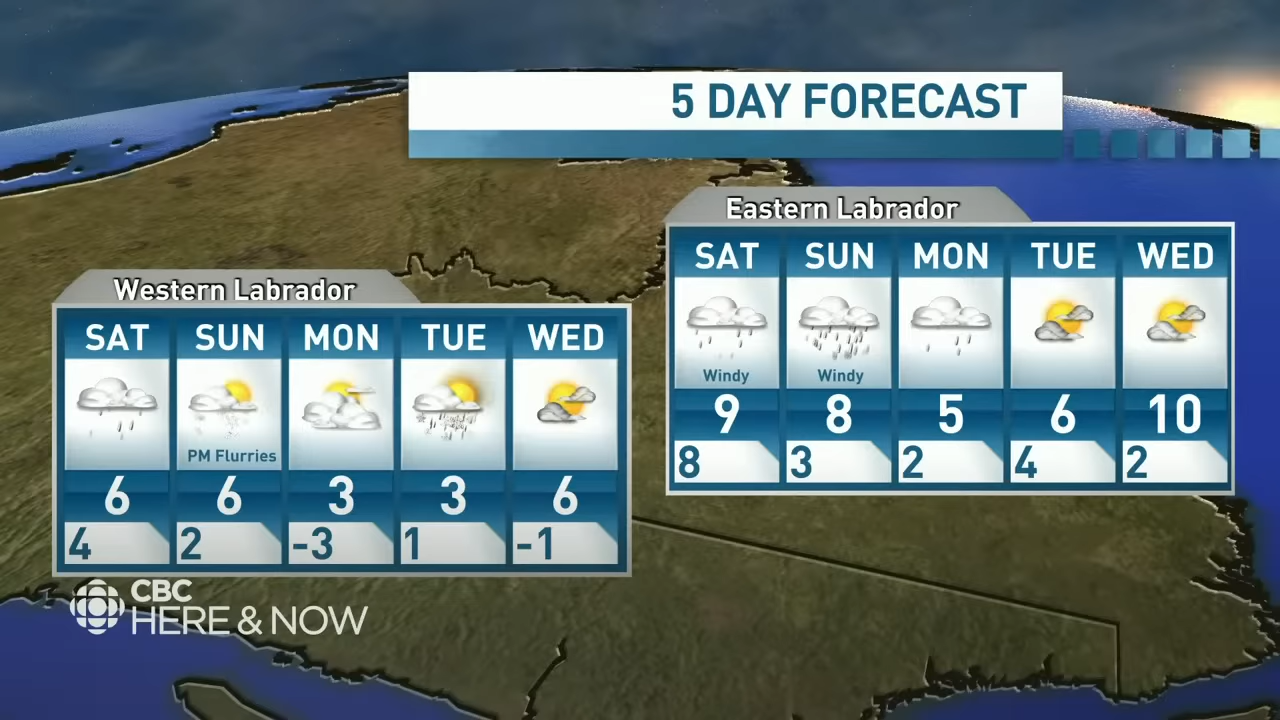 5 DAY FORECAST
Eastern Labrador
SAT SUN MON TUE WED
Windy Windy
9 8 5 6 10
8 3 2 4 2
Western Labrador
SAT SUN MON TUE WED
PM Flurries
6 6 3 3 6
4 2 -3 1 -1
CBC
HERE & NOW